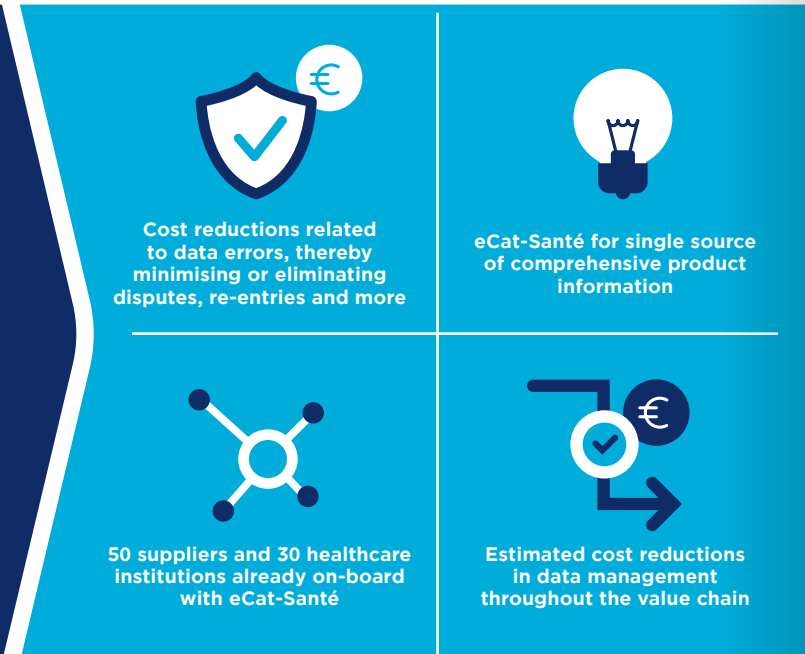 €
Cost reductions related
to data errors, thereby
minimising or eliminating
disputes, re-entries and more
eCat-Santé for single source
of comprehensive product
information
50 suppliers and 30 healthcare
institutions already on-board
with eCat-Santé
€
Estimated cost reductions
in data management
throughout the value chain